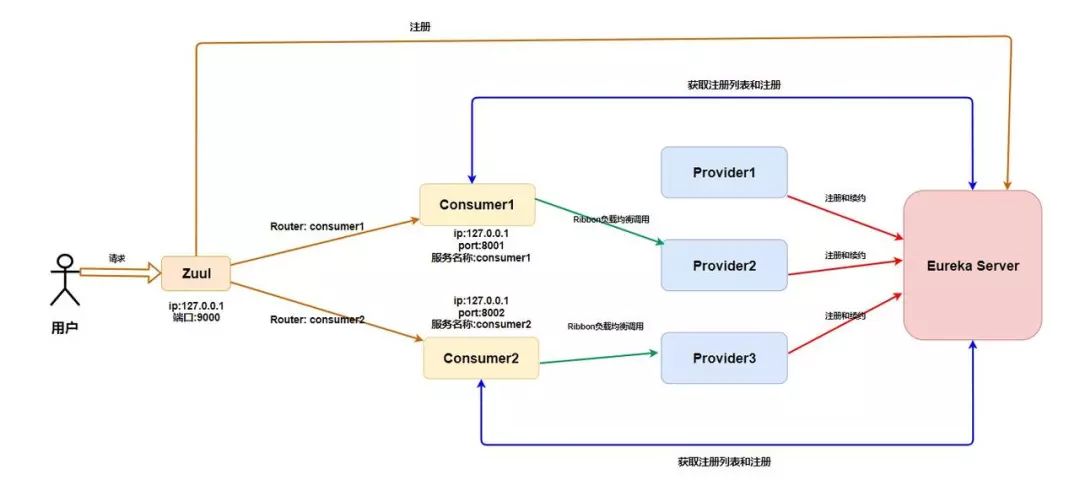 注册
获取注册列表和注册
Provider1
Consumer1
注册和续约
Ribbon负载均衡调用
Router: consumer1
ip:127.0.0.1
port:8001
服务名称:consumer1
请求
Zuul
Provider2
注册和续约
Eureka Server
用户
ip:127.0.0.1
端口:9000
ip:127.0.0.1
port:8002
服务名称:consumer2
Router: consumer2
Ribbon负载均衡调用
注册和续约
Consumer2
Provider3
获取注册列表和注册